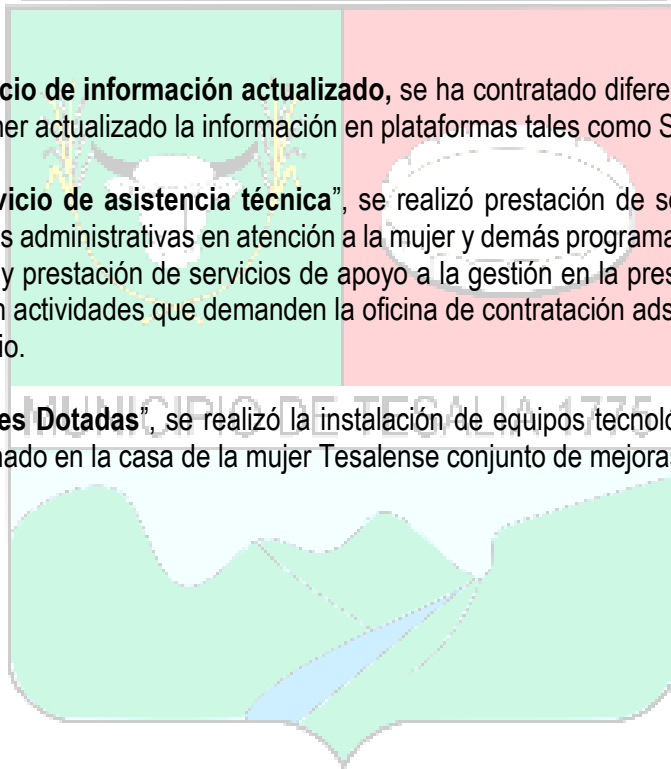 cio de información actualizado, se ha contratado difere
ner actualizado la información en plataformas tales como S
vicio de asistencia técnica”, se realizó prestación de se
s administrativas en atención a la mujer y demás programa
y prestación de servicios de apoyo a la gestión en la pres
n actividades que demanden la oficina de contratación ads
io.
es Dotadas”, se realizó la instalación de equipos tecnoló
MUNICIPIO DE TESALIA 1775
nado en la casa de la mujer Tesalense conjunto de mejora